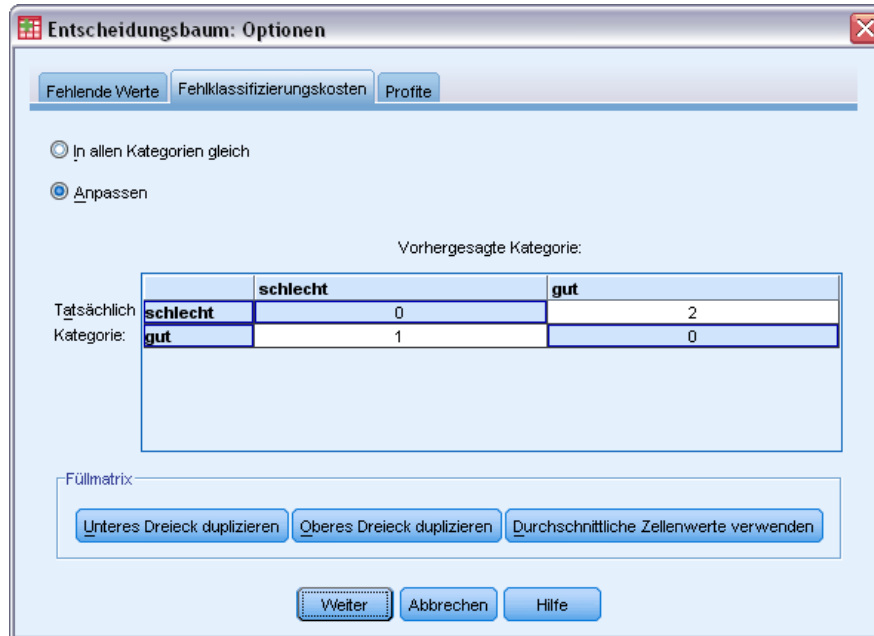 Entscheidungsbaum: Optionen
Fehlende Werte Fehlklassifizierungskosten Profite
In allen Kategorien gleich
Anpassen
Vorhergesagte Kategorie:
schlecht gut
Tatsächlich schlecht 0 2
Kategorie: gut 1 0
Füllmatrix
Unteres Dreieck duplizieren Oberes Dreieck duplizieren Durchschnittliche Zellenwerte verwenden
Weiter Abbrechen Hilfe